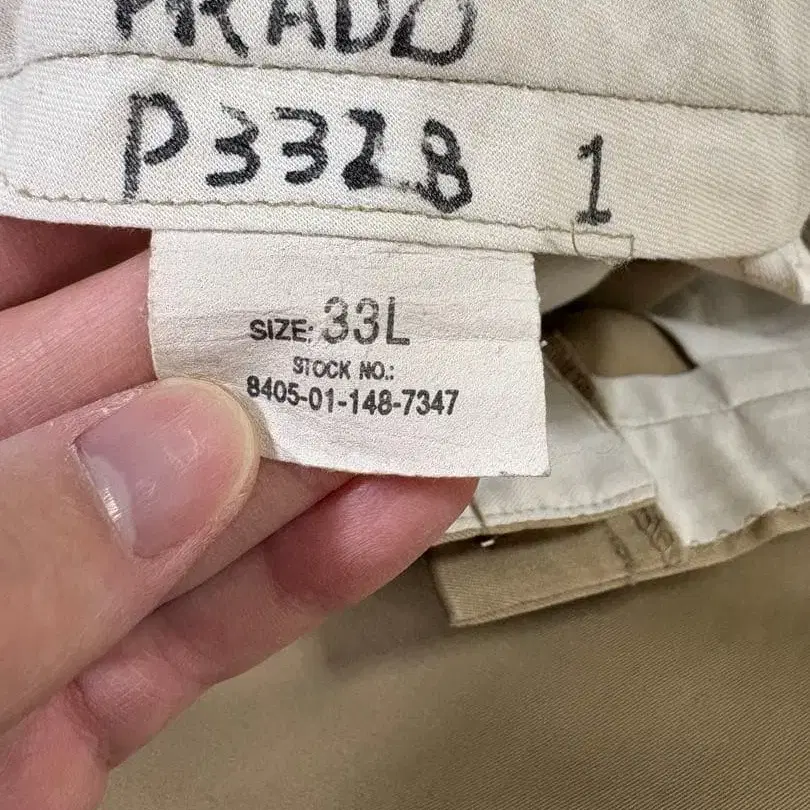 PRADO
P3328 1
SIZE: 33L
STOCK NO.:
8405-01-148-7347